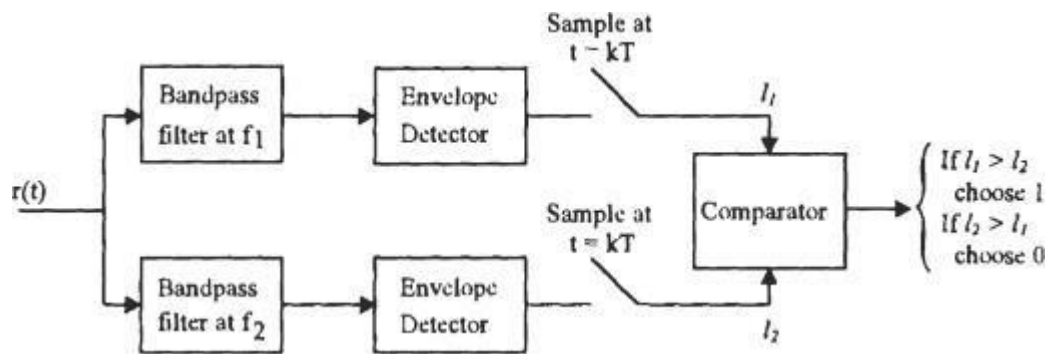 Sample at
t = kT
Bandpass
filter at f1
Envelope
Detector
l1
r(t)
Comparator
If l1 > l2
choose 1
If l2 > l1
choose 0
Sample at
t = kT
Bandpass
filter at f2
Envelope
Detector
l2